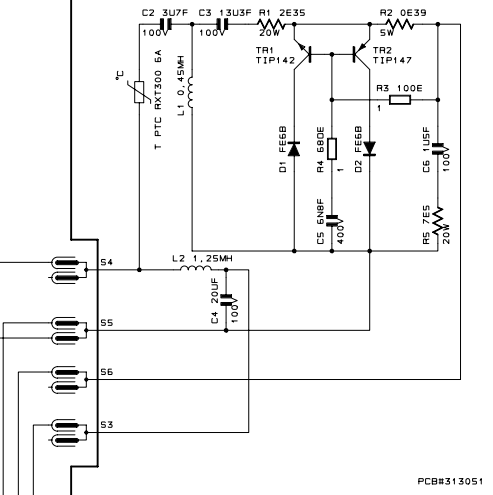 C2 3U7F
100V
C3 13U3F
100V
R1 2E35
20W
R2 0E39
5W
TR1
TIP142
TR2
TIP147
°C
T PTC RXT300 6A
L1 0,45MH
R3 100E
1
D1 FE6B
R4 680E
1
D2 FE6B
C6 1U5F
100V
C5 6N8F
400V
R5 7E5
20W
L2 1,25MH
S4
C4 20UF
100V
S5
S6
S3
PCB#313051